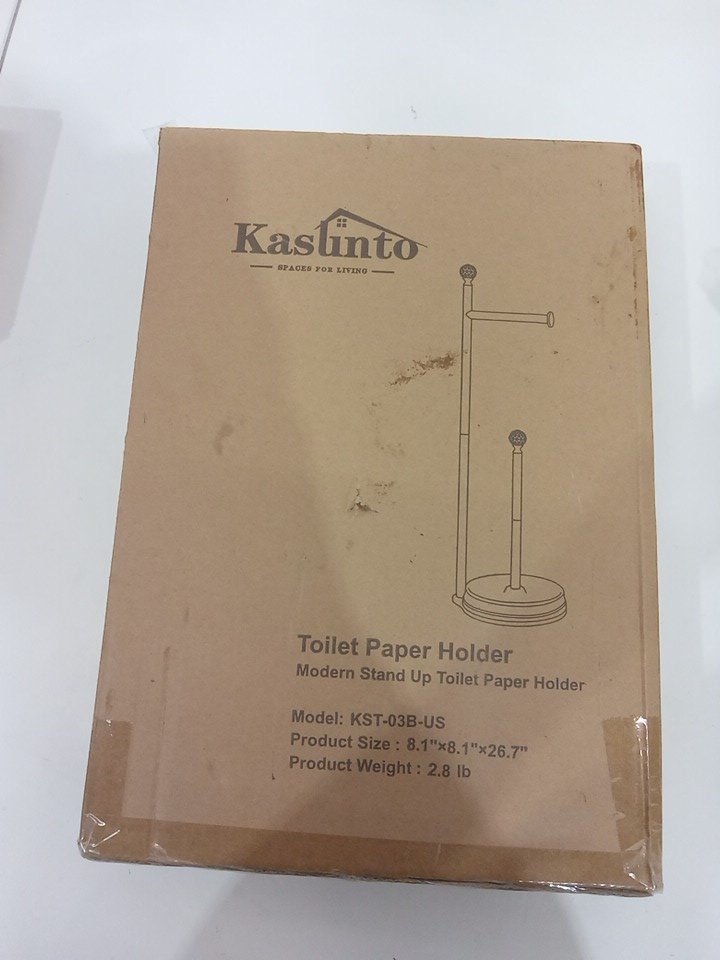 Kasunto
SPACES FOR LIVING
Toilet Paper Holder
Modern Stand Up Toilet Paper Holder
Model: KST-03B-US
Product Size : 8.1"×8.1"×26.7"
Product Weight : 2.8 lb